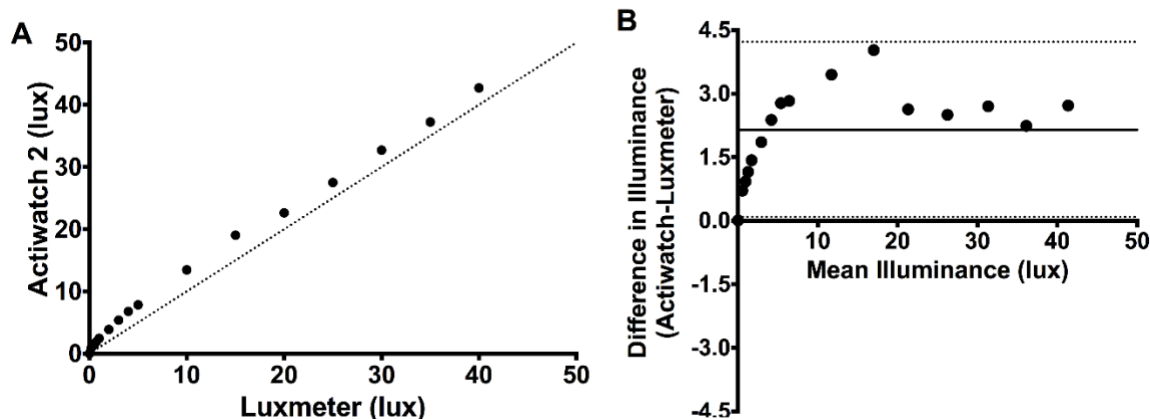 A
50
40
30
20
10
0
Actiwatch 2 (lux)
0 10 20 30 40 50
Luxmeter (lux)
B
4.5
3.0
1.5
0.0
-1.5
-3.0
-4.5
Difference in Illuminance
(Actiwatch-Luxmeter)
10 20 30 40 50
Mean Illuminance (lux)